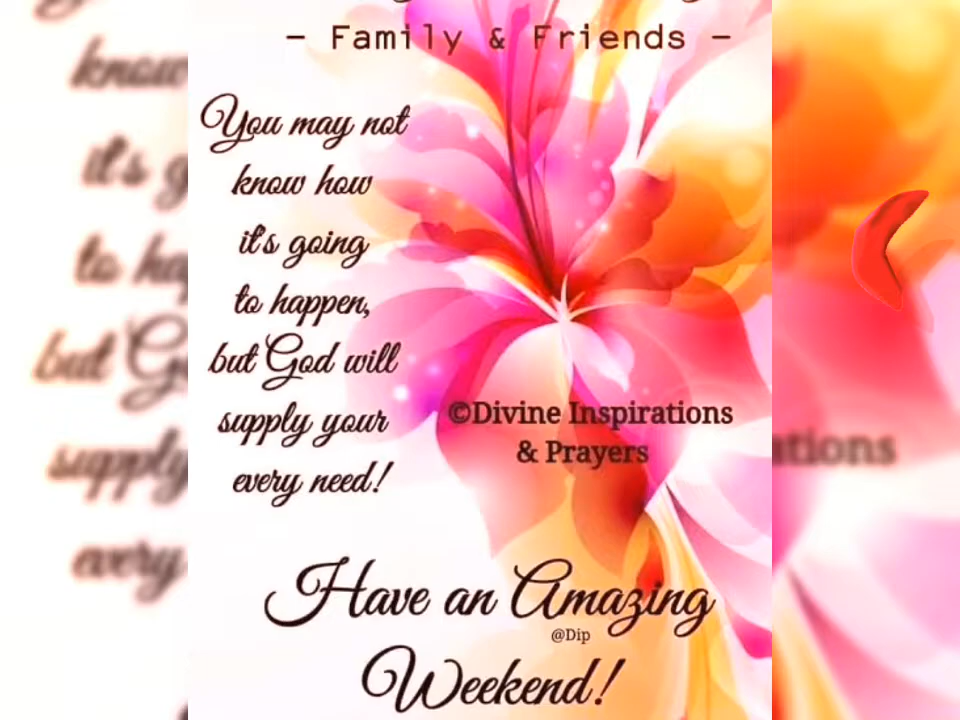 – Family & Friends –
You may not
know how
it's going
to happen,
but God will
supply your
every need!
©Divine Inspirations
& Prayers
Have an Amazing
@Dip
Weekend!